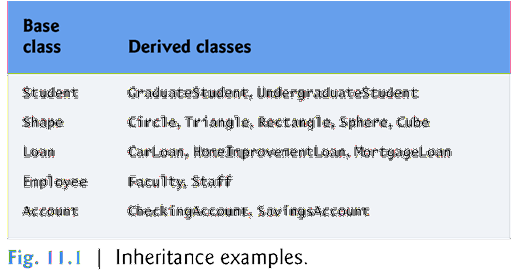 Base
class Derived classes
Student GraduateStudent, UndergraduateStudent
Shape Circle, Triangle, Rectangle, Sphere, Cube
Loan CarLoan, HomeImprovementLoan, MortgageLoan
Employee Faculty, Staff
Account CheckingAccount, SavingsAccount
Fig. 11.1 | Inheritance examples.